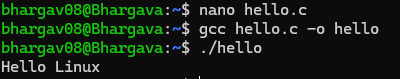 bhargav08@Bhargava:~$ nano hello.c
bhargav08@Bhargava:~$ gcc hello.c -o hello
bhargav08@Bhargava:~$ ./hello
Hello Linux